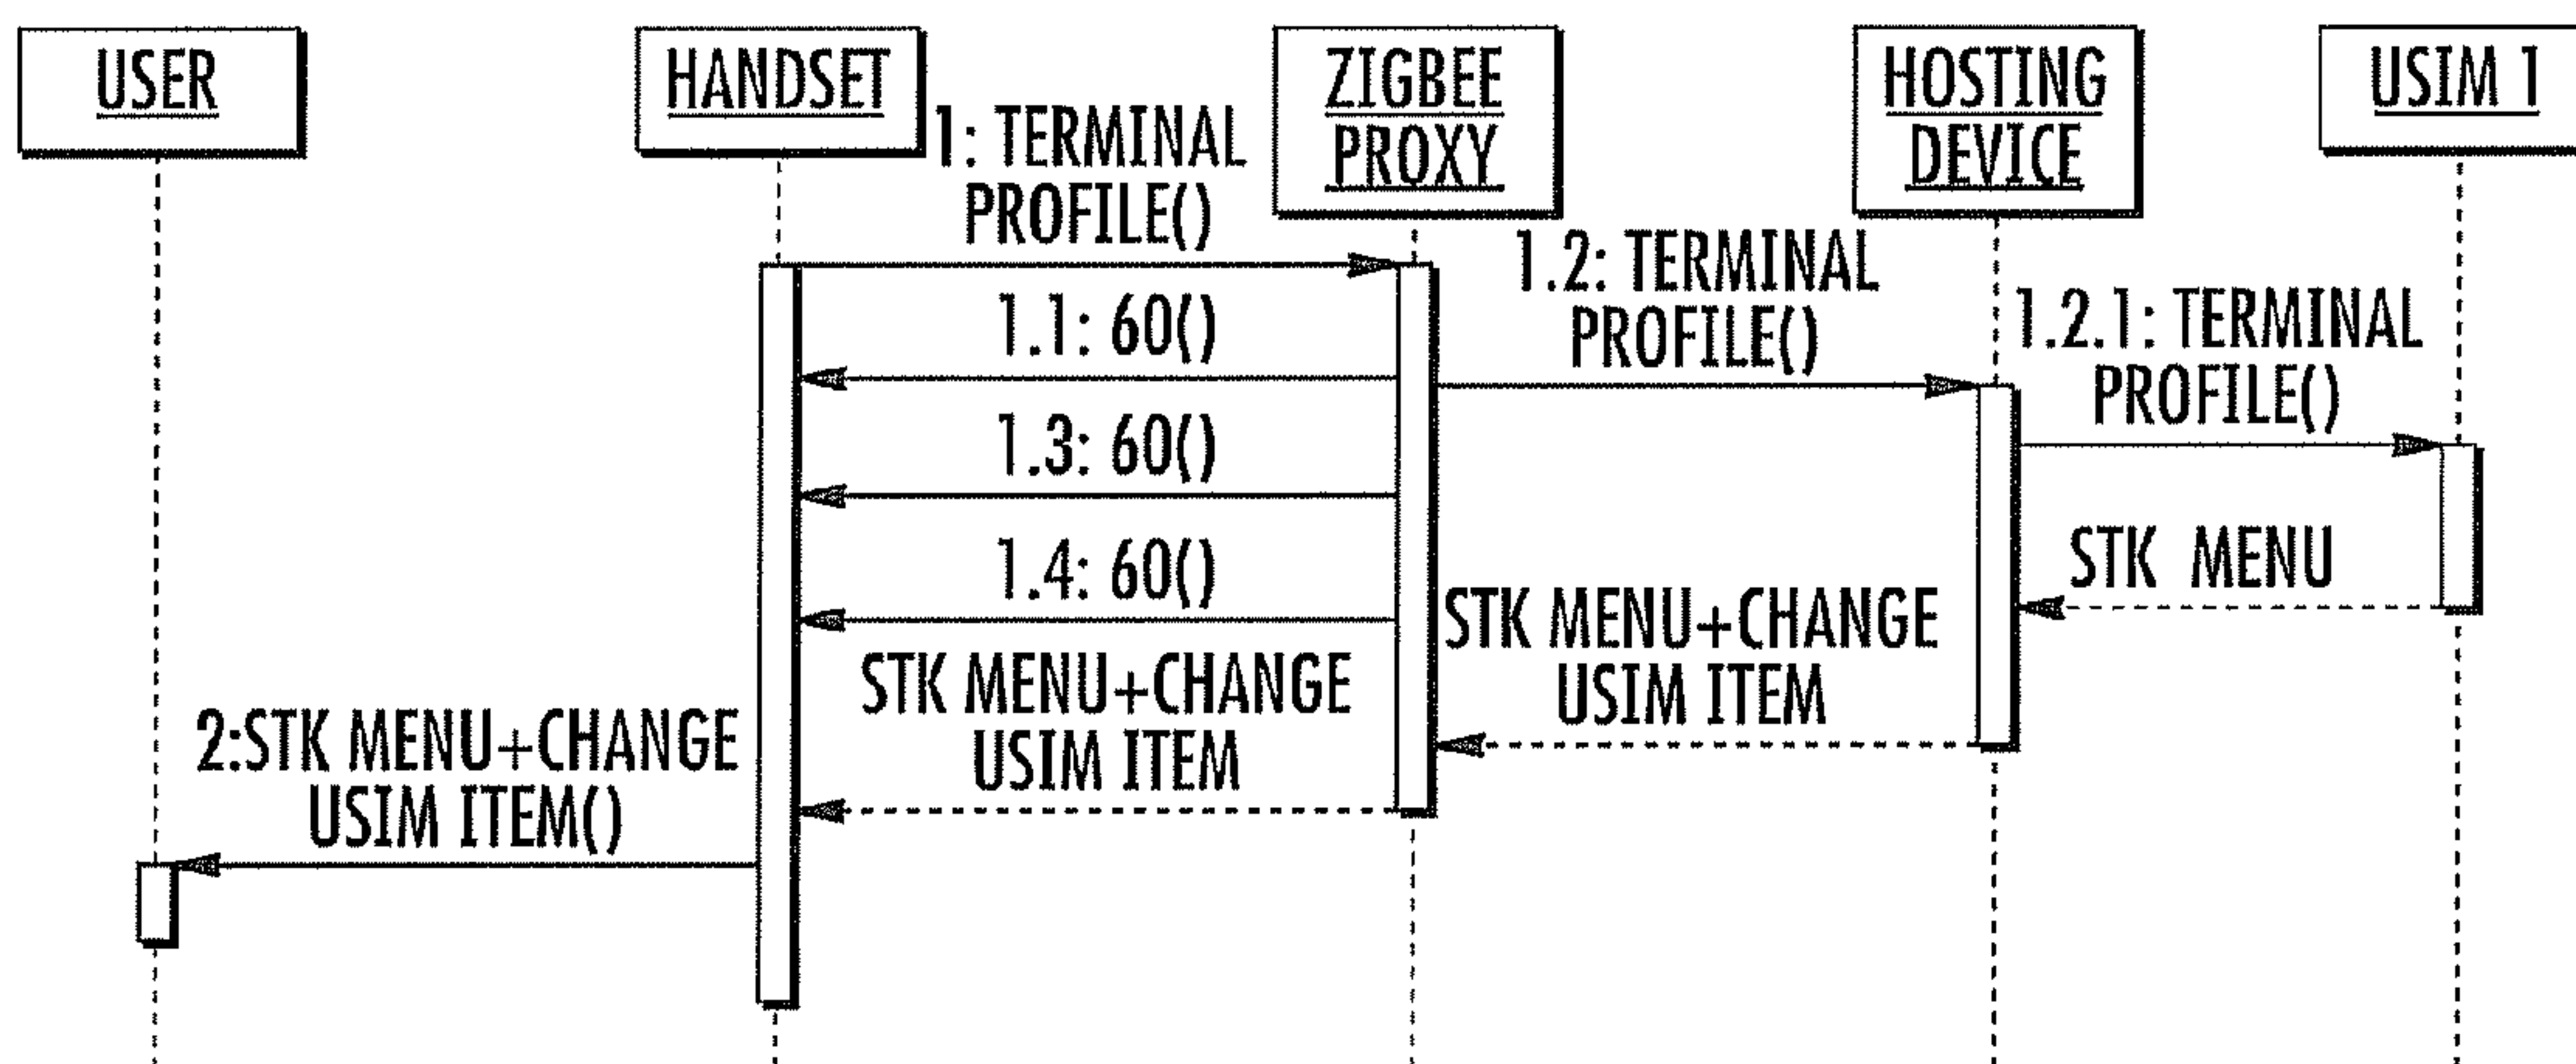 USER
HANDSET
ZIGBEE
PROXY
HOSTING
DEVICE
USIM 1
1: TERMINAL
PROFILE()
1.2: TERMINAL
PROFILE()
1.2.1: TERMINAL
PROFILE()
1.1: 60()
1.3: 60()
1.4: 60()
STK MENU
STK MENU+CHANGE
USIM ITEM
STK MENU+CHANGE
USIM ITEM
2:STK MENU+CHANGE
USIM ITEM()